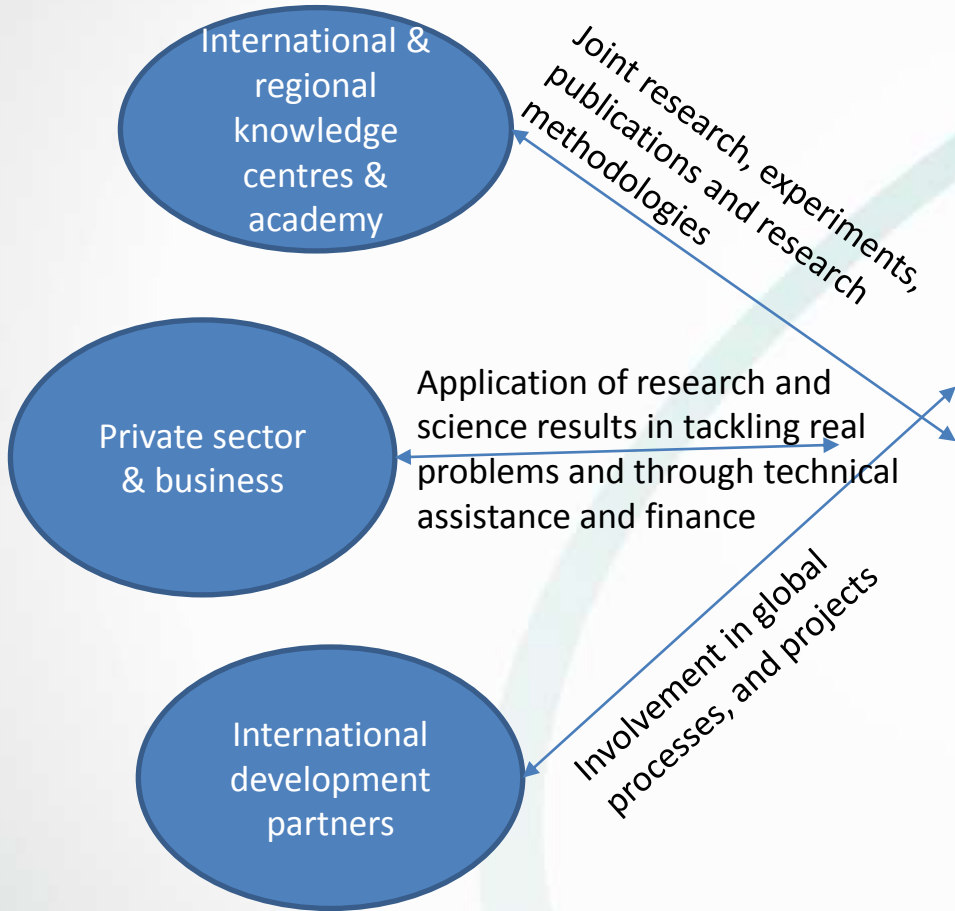 International &
regional
knowledge
centres &
academy
Joint research, experiments,
publications and research
methodologies
Private sector
& business
Application of research and
science results in tackling real
problems and through technical
assistance and finance
International
development
partners
Involvement in global
processes, and projects